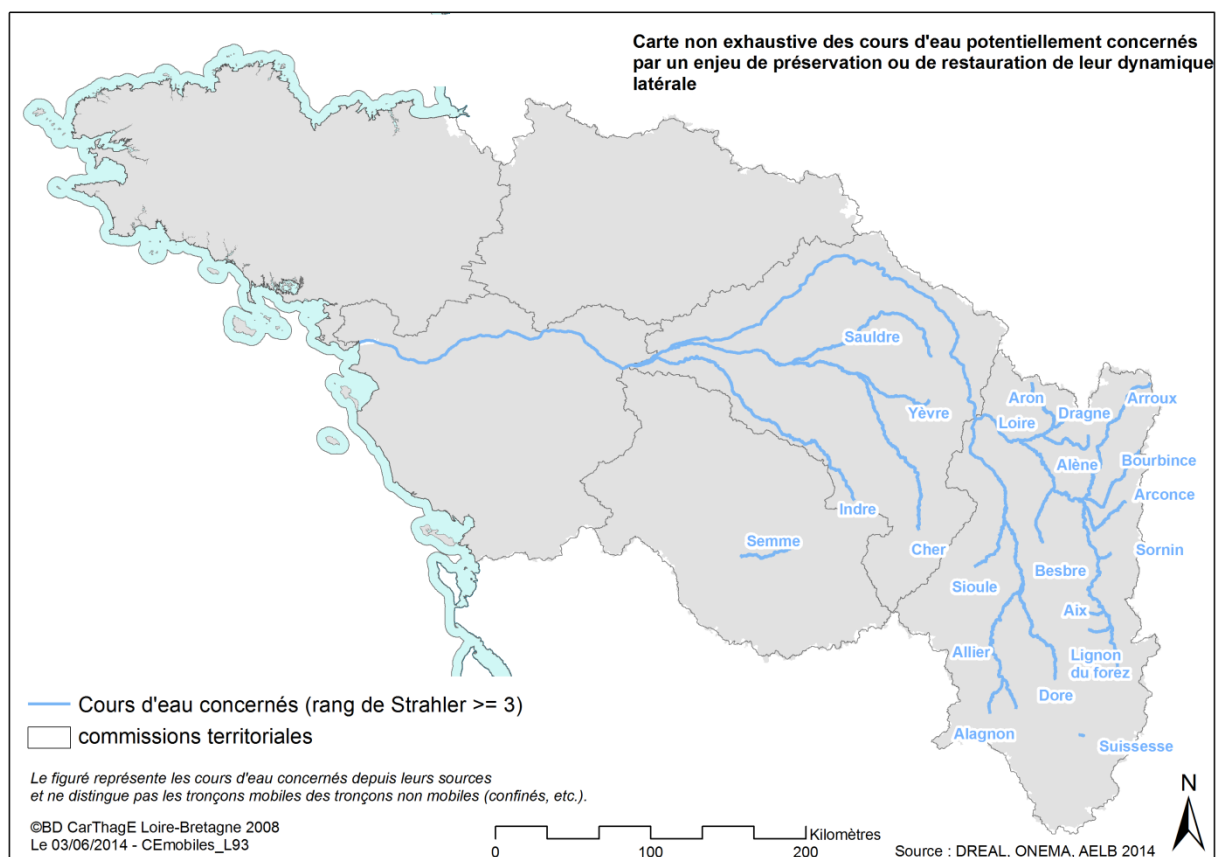 Carte non exhaustive des cours d'eau potentiellement concernés
par un enjeu de préservation ou de restauration de leur dynamique
latérale
Sauldre
Yèvre
Aron
Dragne
Arroux
Loire
Alène
Bourbince
Arconce
Indre
Cher
Semme
Sornin
Sioule
Besbre
Aix
Allier
Lignon
du forez
Dore
Alagnon
Suissesse
Cours d'eau concernés (rang de Strahler >= 3)
commissions territoriales
Le figuré représente les cours d'eau concernés depuis leurs sources
et ne distingue pas les tronçons mobiles des tronçons non mobiles (confinés, etc.).
©BD CarThagE Loire-Bretagne 2008
Le 03/06/2014 - CEmobiles_L93
Kilomètres
0 100 200
N
Source : DREAL, ONEMA, AELB 2014